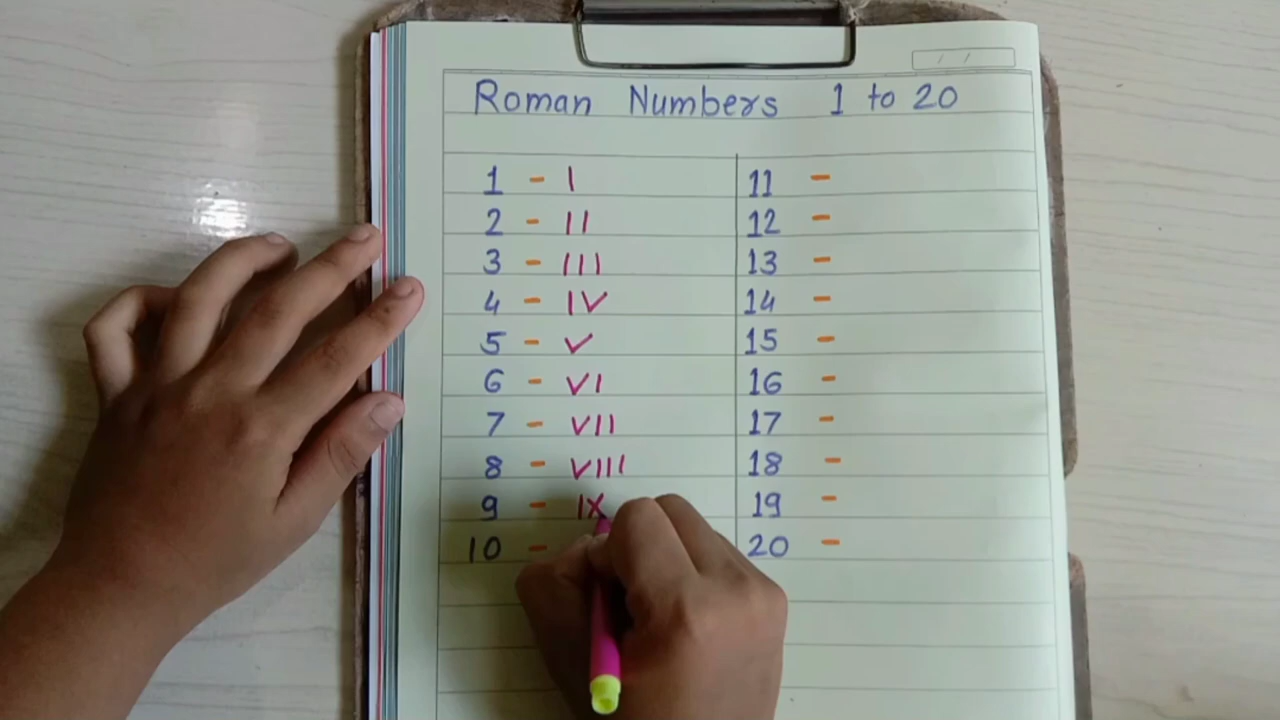 Roman Numbers 1 to 20
1 - I
2 - II
3 - III
4 - IV
5 - V
6 - VI
7 - VII
8 - VIII
9 - IX
10 -
11 -
12 -
13 -
14 -
15 -
16 -
17 -
18 -
19 -
20 -